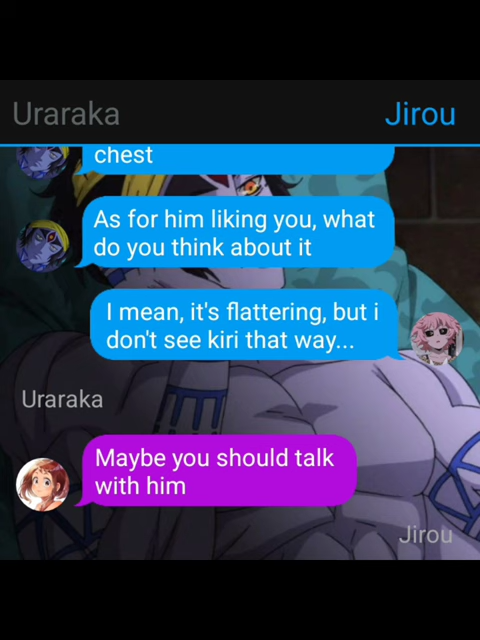 Uraraka Jirou
chest
As for him liking you, what
do you think about it
I mean, it's flattering, but i
don't see kiri that way...
Uraraka
Maybe you should talk
with him
Jirou